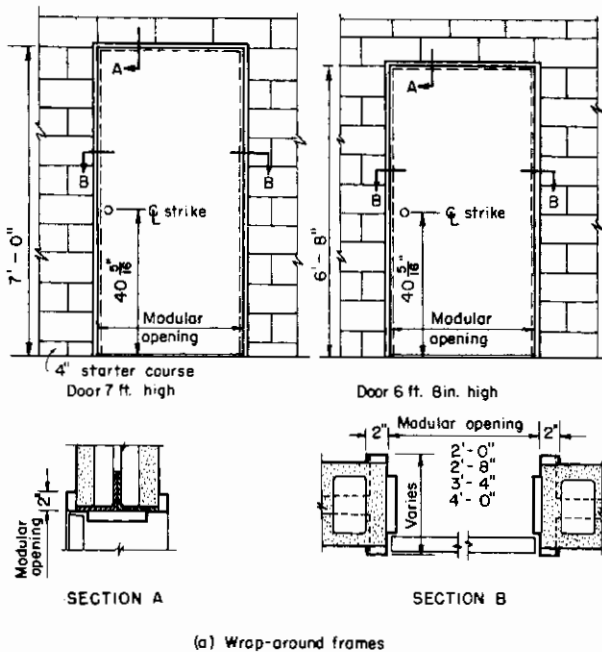 A
B
B
℄ strike
7'-0"
40 5/16"
Modular
opening
4" starter course
Door 7 ft. high
A
B
B
℄ strike
6'-8"
40 5/16"
Modular
opening
Door 6 ft. 8in. high
2"
Modular
opening
SECTION A
Modular opening
2"
2"
2'-0"
2'-8"
3'-4"
4'-0"
Varies
SECTION B
(a) Wrap-around frames